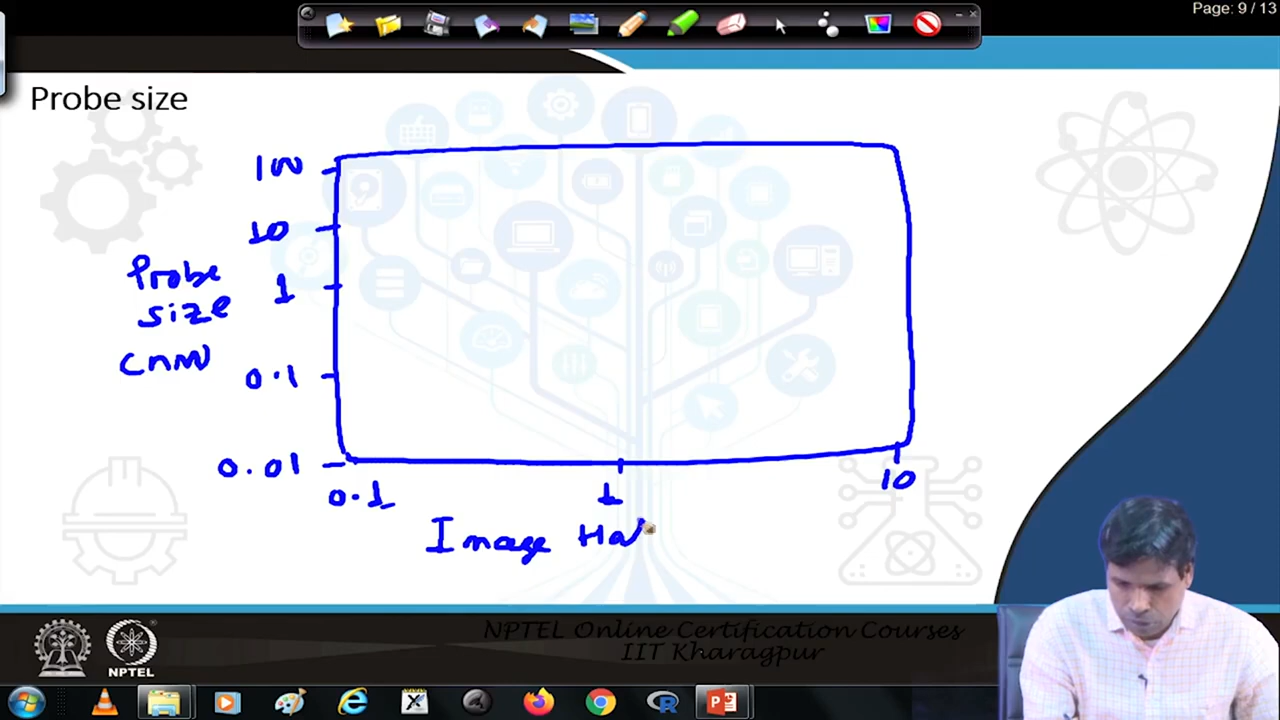 Page: 9 / 13
Probe size
100
10
Probe
size
(nm)
1
0.1
0.01
0.1
1
10
Image Hal
NPTEL Online Certification Courses
IIT Kharagpur
NPTEL